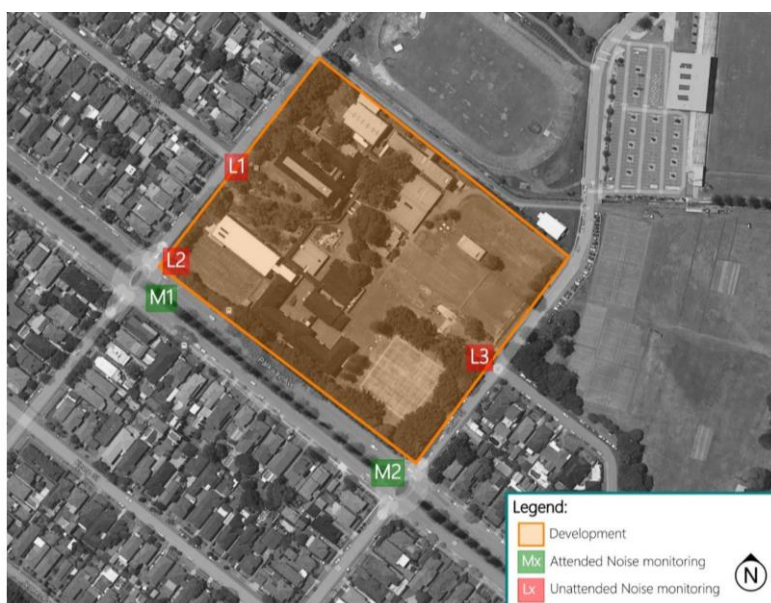 L1
L2
M1
L3
M2
Legend:
Development
Mx Attended Noise monitoring
Lx Unattended Noise monitoring
N